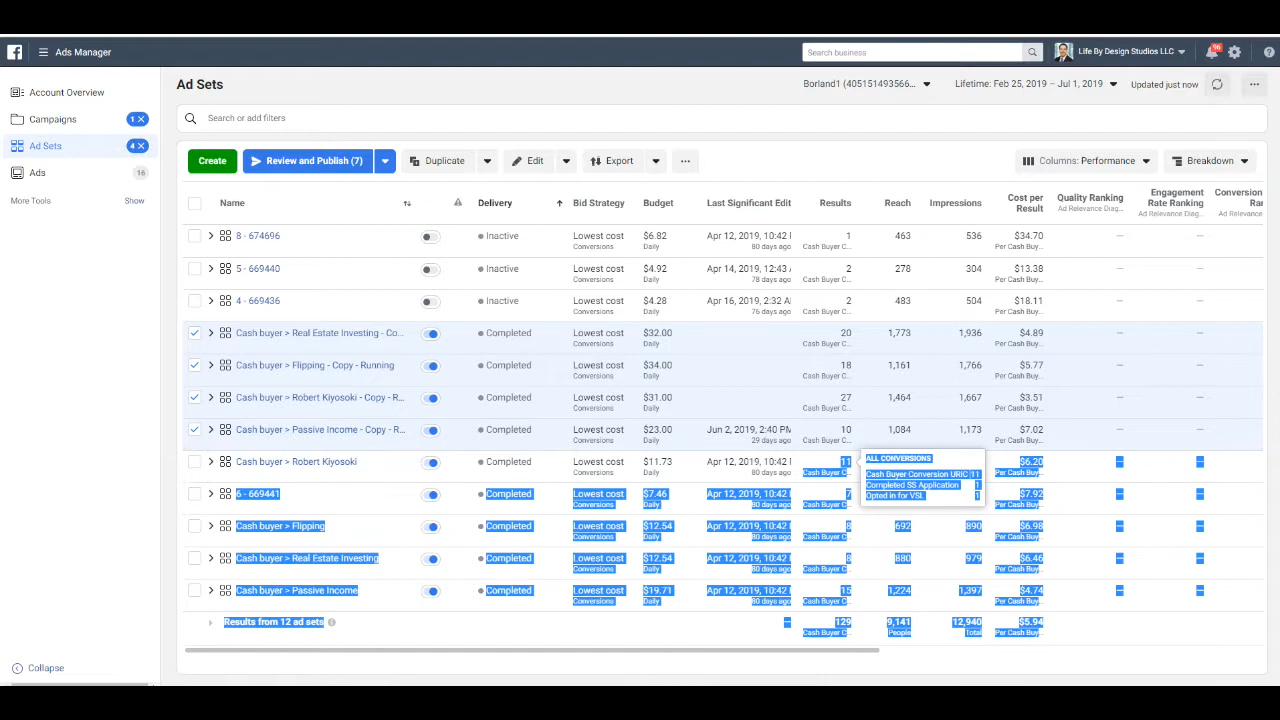 Ads Manager
Search business
Life By Design Studios LLC
96
Account Overview
Campaigns
1 X
Ad Sets
4 X
Ads
16
More Tools
Show
Collapse
Ad Sets
Borland1 (405151493566...
Lifetime: Feb 25, 2019 – Jul 1, 2019
Updated just now
Search or add filters
Create
Review and Publish (7)
Duplicate
Edit
Export
Columns: Performance
Breakdown
Name Delivery Bid Strategy Budget Last Significant Edit Results Reach Impressions Cost per Result Quality Ranking Engagement Rate Ranking Conversion Ran
Ad Relevance Diag... Ad Relevance Diag... Ad Relevance
8 - 674696 Inactive Lowest cost $6.82 Apr 12, 2019, 10:42 1 463 536 $34.70 — —
Conversions Daily 80 days ago Cash Buyer C... Per Cash Buy...
5 - 669440 Inactive Lowest cost $4.92 Apr 14, 2019, 12:43 2 278 304 $13.38 — —
Conversions Daily 78 days ago Cash Buyer C... Per Cash Buy...
4 - 669436 Inactive Lowest cost $4.28 Apr 16, 2019, 2:32 A 2 483 504 $18.11 — —
Conversions Daily 76 days ago Cash Buyer C... Per Cash Buy...
Cash buyer > Real Estate Investing - Co... Completed Lowest cost $32.00 20 1,773 1,936 $4.89 — —
Conversions Daily Cash Buyer C... Per Cash Buy...
Cash buyer > Flipping - Copy - Running Completed Lowest cost $34.00 18 1,161 1,766 $5.77 — —
Conversions Daily Cash Buyer C... Per Cash Buy...
Cash buyer > Robert Kiyosoki - Copy - R... Completed Lowest cost $31.00 27 1,464 1,667 $3.51 — —
Conversions Daily Cash Buyer C... Per Cash Buy...
Cash buyer > Passive Income - Copy - R... Completed Lowest cost $23.00 Jun 2, 2019, 2:40 PM 10 1,084 1,173 $7.02 — —
Conversions Daily 29 days ago Cash Buyer C... Per Cash Buy...
Cash buyer > Robert Kiyosoki Completed Lowest cost $11.73 Apr 12, 2019, 10:42 11 $6.20 — —
Conversions Daily 80 days ago Cash Buyer C... Per Cash Buy...
ALL CONVERSIONS
Cash Buyer Conversion URIC 11
Completed SS Application 1
Opted in for VSL 1
6 - 669441 Completed Lowest cost $7.46 Apr 12, 2019, 10:42 7 $7.92 — —
Conversions Daily 80 days ago Cash Buyer C... Per Cash Buy...
Cash buyer > Flipping Completed Lowest cost $12.54 Apr 12, 2019, 10:42 8 692 890 $6.98 — —
Conversions Daily 80 days ago Cash Buyer C... Per Cash Buy...
Cash buyer > Real Estate Investing Completed Lowest cost $12.54 Apr 12, 2019, 10:42 8 880 979 $6.46 — —
Conversions Daily 80 days ago Cash Buyer C... Per Cash Buy...
Cash buyer > Passive Income Completed Lowest cost $19.71 Apr 12, 2019, 10:42 15 1,224 1,397 $4.74 — —
Conversions Daily 80 days ago Cash Buyer C... Per Cash Buy...
Results from 12 ad sets — 129 9,141 12,940 $5.94
Cash Buyer C... People Total Per Cash Buy...